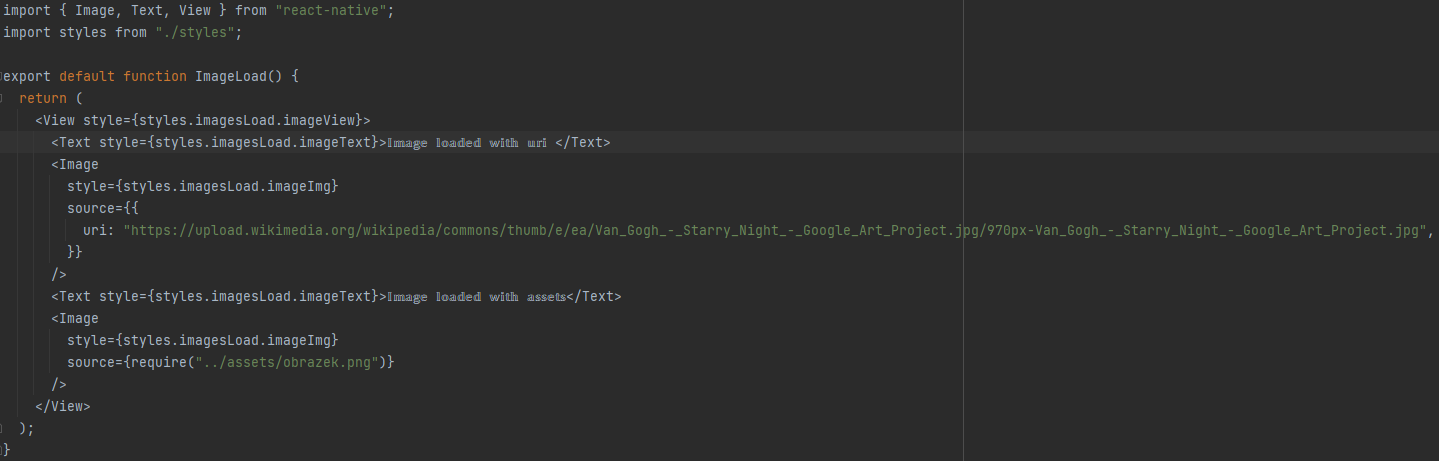 import { Image, Text, View } from "react-native";
import styles from "./styles";
export default function ImageLoad() {
return (
<View style={styles.imagesLoad.imageView}>
<Text style={styles.imagesLoad.imageText}>𝕀𝕞𝕒𝕘𝕖 𝕝𝕠𝕒𝕕𝕖𝕕 𝕨𝕚𝕥𝕙 𝕦𝕣𝕚 </Text>
<Image
style={styles.imagesLoad.imageImg}
source={{
uri: "https://upload.wikimedia.org/wikipedia/commons/thumb/e/ea/Van_Gogh_-_Starry_Night_-_Google_Art_Project.jpg/970px-Van_Gogh_-_Starry_Night_-_Google_Art_Project.jpg",
}}
/>
<Text style={styles.imagesLoad.imageText}>𝕀𝕞𝕒𝕘𝕖 𝕝𝕠𝕒𝕕𝕖𝕕 𝕨𝕚𝕥𝕙 𝕒𝕤𝕤𝕖𝕥𝕤</Text>
<Image
style={styles.imagesLoad.imageImg}
source={require("../assets/obrazek.png")}
/>
</View>
);
}